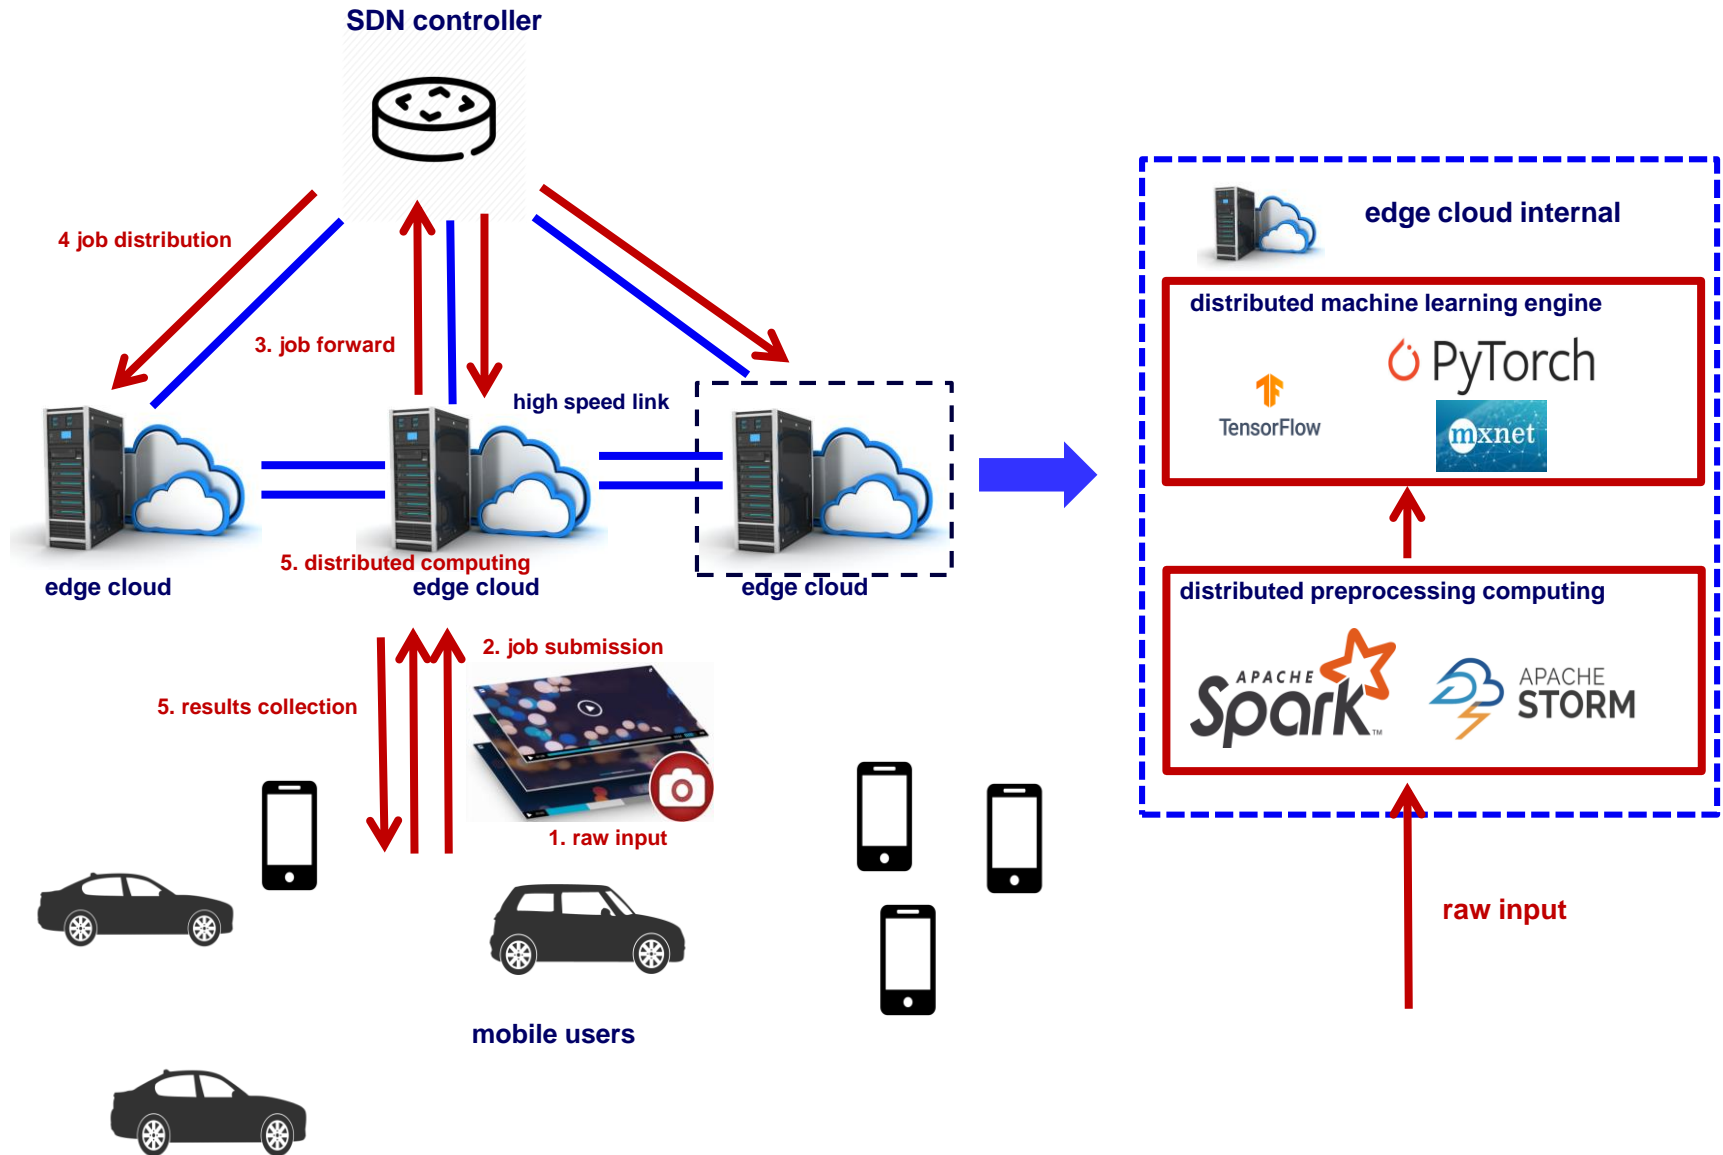 SDN controller
4 job distribution
3. job forward
high speed link
5. distributed computing
edge cloud
edge cloud
edge cloud
2. job submission
5. results collection
1. raw input
mobile users
edge cloud internal
distributed machine learning engine
TensorFlow
PyTorch
mxnet
distributed preprocessing computing
APACHE
Spark™
APACHE
STORM
raw input